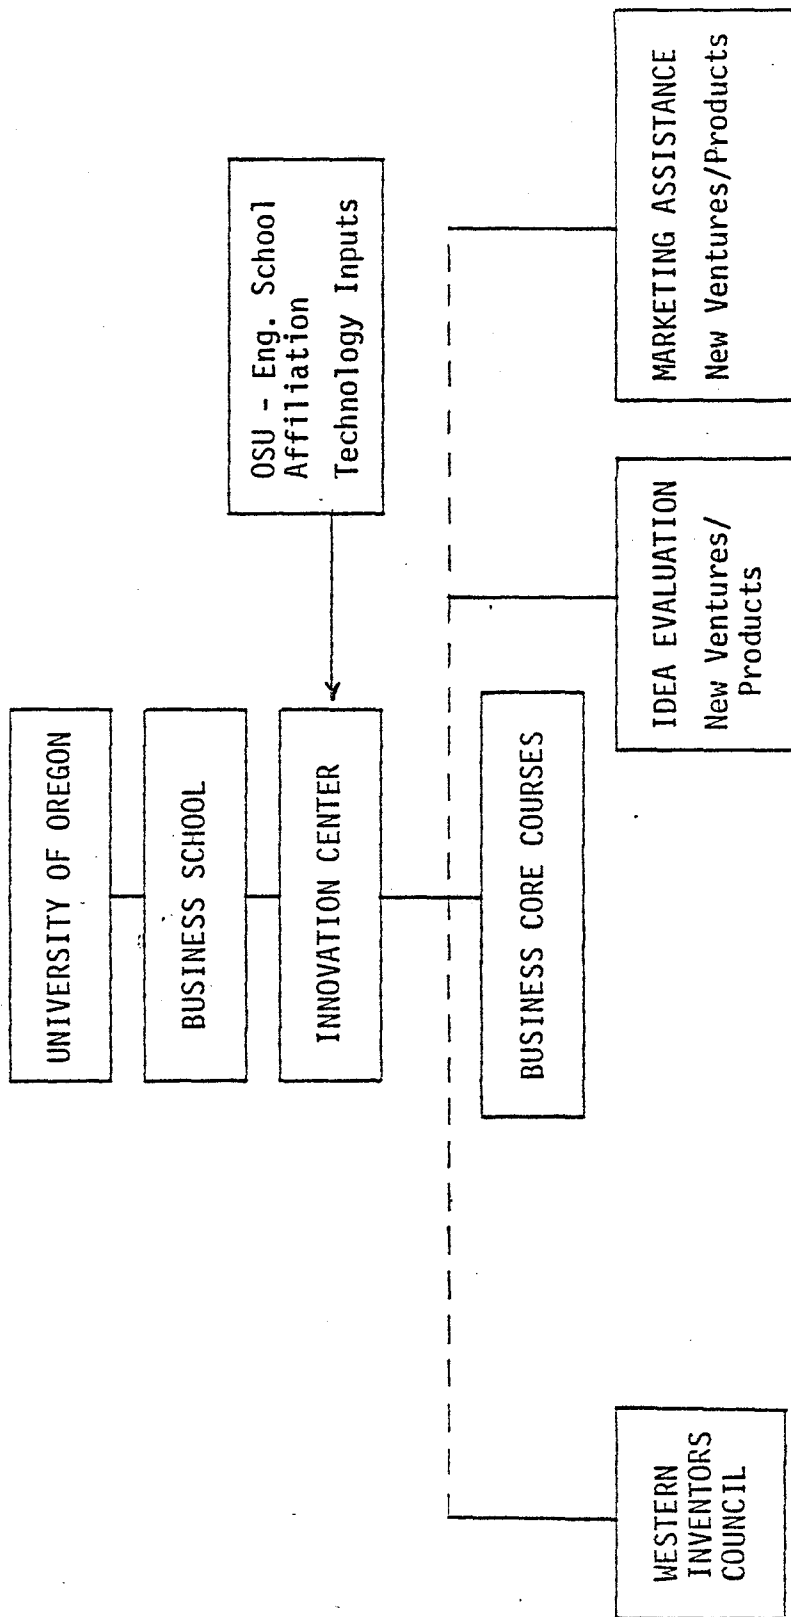 UNIVERSITY OF OREGON
BUSINESS SCHOOL
INNOVATION CENTER
OSU - Eng. School
Affiliation
Technology Inputs
BUSINESS CORE COURSES
WESTERN
INVENTORS
COUNCIL
IDEA EVALUATION
New Ventures/
Products
MARKETING ASSISTANCE
New Ventures/Products